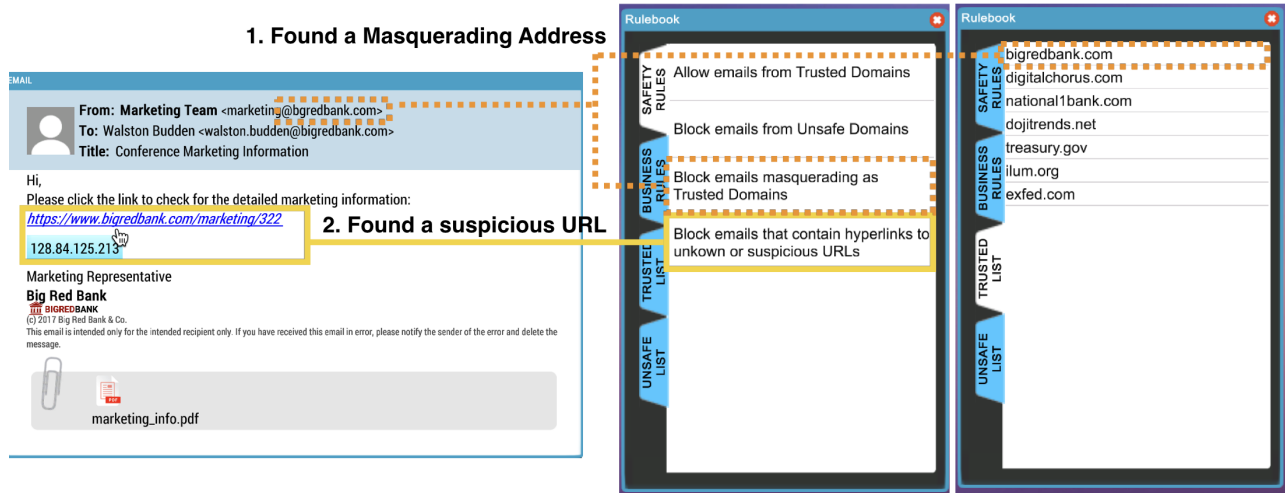 1. Found a Masquerading Address
EMAIL
From: Marketing Team <marketing@bgredbank.com>
To: Walston Budden <walston.budden@bigredbank.com>
Title: Conference Marketing Information
Hi,
Please click the link to check for the detailed marketing information:
https://www.bigredbank.com/marketing/322
128.84.125.213
2. Found a suspicious URL
Marketing Representative
Big Red Bank
BIGREDBANK
(c) 2017 Big Red Bank & Co.
This email is intended only for the intended recipient only. If you have received this email in error, please notify the sender of the error and delete the
message.
PDF
marketing_info.pdf
Rulebook
SAFETY
RULES
BUSINESS
RULES
TRUSTED
LIST
UNSAFE
LIST
Allow emails from Trusted Domains
Block emails from Unsafe Domains
Block emails masquerading as
Trusted Domains
Block emails that contain hyperlinks to
unkown or suspicious URLs
Rulebook
SAFETY
RULES
BUSINESS
RULES
TRUSTED
LIST
UNSAFE
LIST
bigredbank.com
digitalchorus.com
national1bank.com
dojitrends.net
treasury.gov
ilum.org
exfed.com